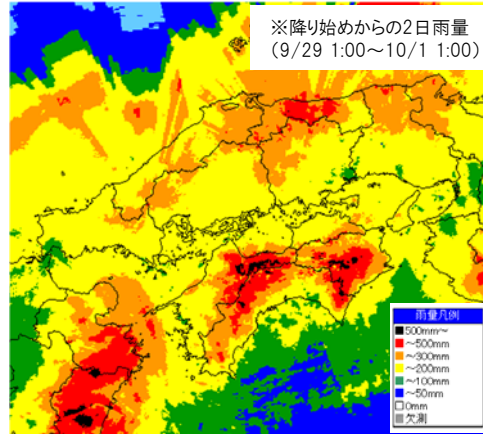 ※降り始めからの2日雨量
(9/29 1:00～10/1 1:00)
雨量凡例
500mm～
～500mm
～300mm
～200mm
～100mm
～50mm
0mm
欠測